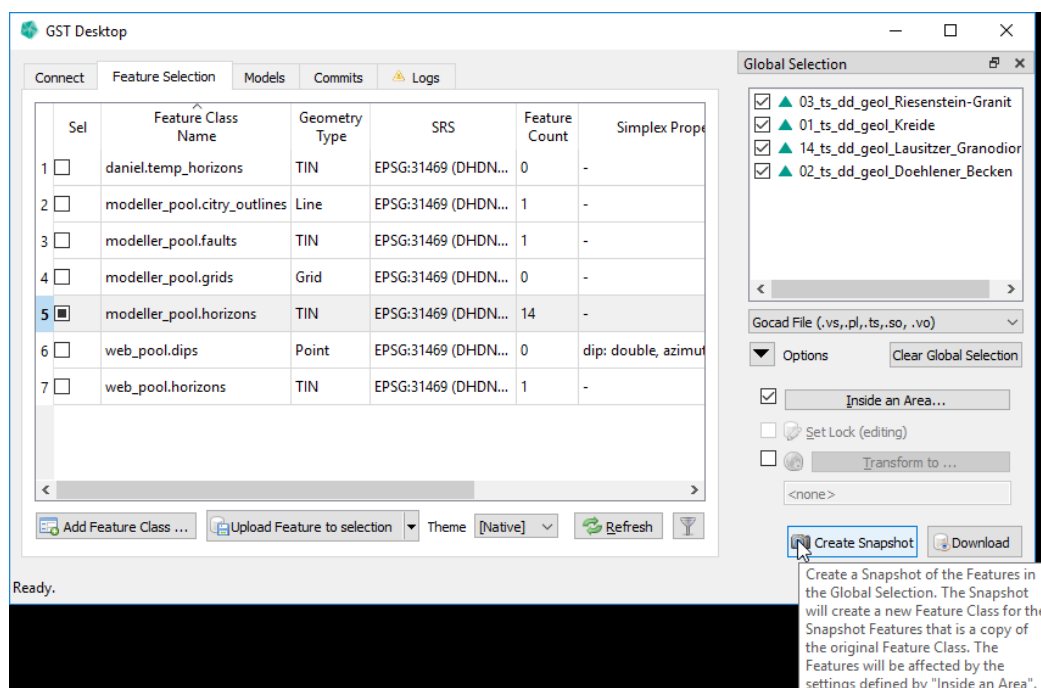 GST Desktop
Connect
Feature Selection
Models
Commits
Logs
Sel
Feature Class
Name
Geometry
Type
SRS
Feature
Count
Simplex Prope
1 daniel.temp_horizons TIN EPSG:31469 (DHDN... 0 -
2 modeller_pool.citry_outlines Line EPSG:31469 (DHDN... 1 -
3 modeller_pool.faults TIN EPSG:31469 (DHDN... 1 -
4 modeller_pool.grids Grid EPSG:31469 (DHDN... 0 -
5 modeller_pool.horizons TIN EPSG:31469 (DHDN... 14 -
6 web_pool.dips Point EPSG:31469 (DHDN... 0 dip: double, azimut
7 web_pool.horizons TIN EPSG:31469 (DHDN... 1 -
Add Feature Class ...
Upload Feature to selection
Theme
[Native]
Refresh
Ready.
Global Selection
03_ts_dd_geol_Riesenstein-Granit
01_ts_dd_geol_Kreide
14_ts_dd_geol_Lausitzer_Granodior
02_ts_dd_geol_Doehlener_Becken
Gocad File (.vs,.pl,.ts,.so, .vo)
Options
Clear Global Selection
Inside an Area...
Set Lock (editing)
Transform to ...
<none>
Create Snapshot
Download
Create a Snapshot of the Features in
the Global Selection. The Snapshot
will create a new Feature Class for the
Snapshot Features that is a copy of
the original Feature Class. The
Features will be affected by the
settings defined by "Inside an Area".